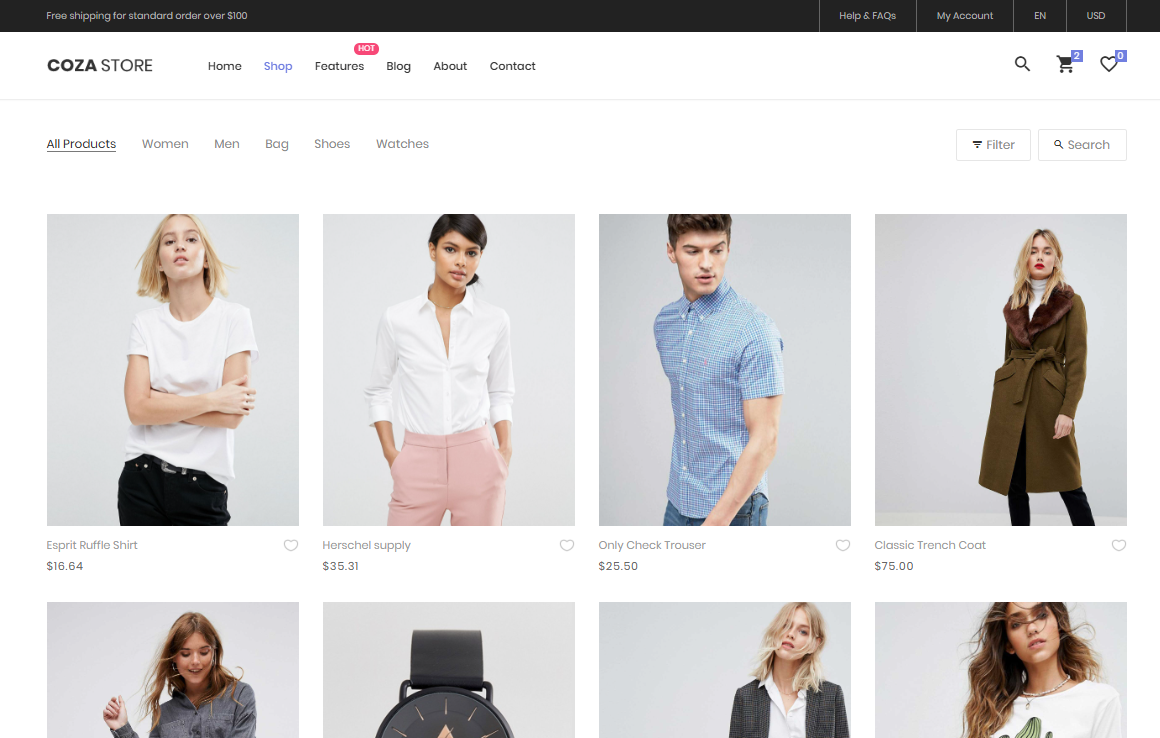 Free shipping for standard order over $100
Help & FAQs
My Account
EN
USD
COZA STORE
Home
Shop
Features
HOT
Blog
About
Contact
2
0
All Products
Women
Men
Bag
Shoes
Watches
Filter
Search
Esprit Ruffle Shirt
$16.64
Herschel supply
$35.31
Only Check Trouser
$25.50
Classic Trench Coat
$75.00